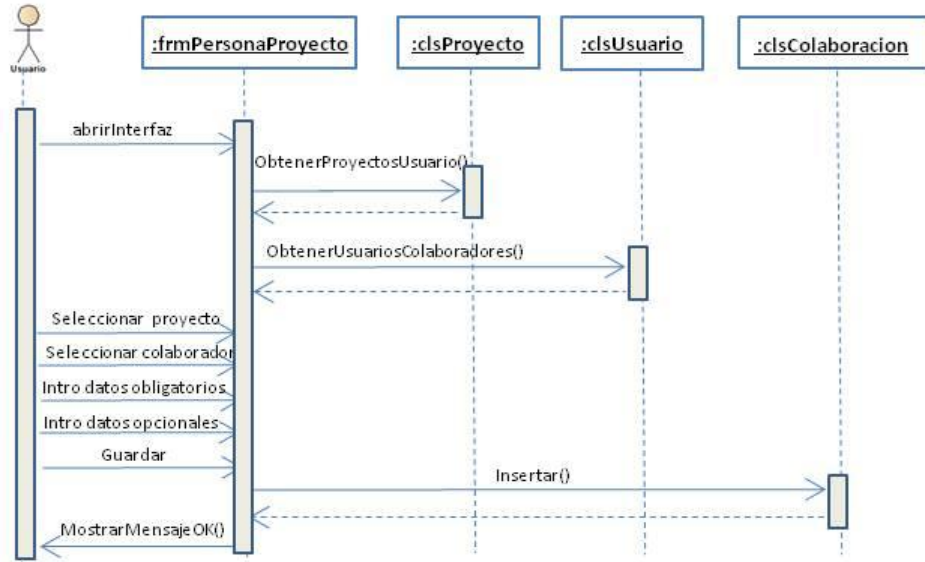 :frmPersonaProyecto
:clsProyecto
:clsUsuario
:clsColaboracion
Usuario
abrirInterfaz
ObtenerProyectosUsuario()
ObtenerUsuariosColaboradores()
Seleccionar proyecto
Seleccionar colaborador
Intro datos obligatorios
Intro datos opcionales
Guardar
Insertar()
MostrarMensajeOK()